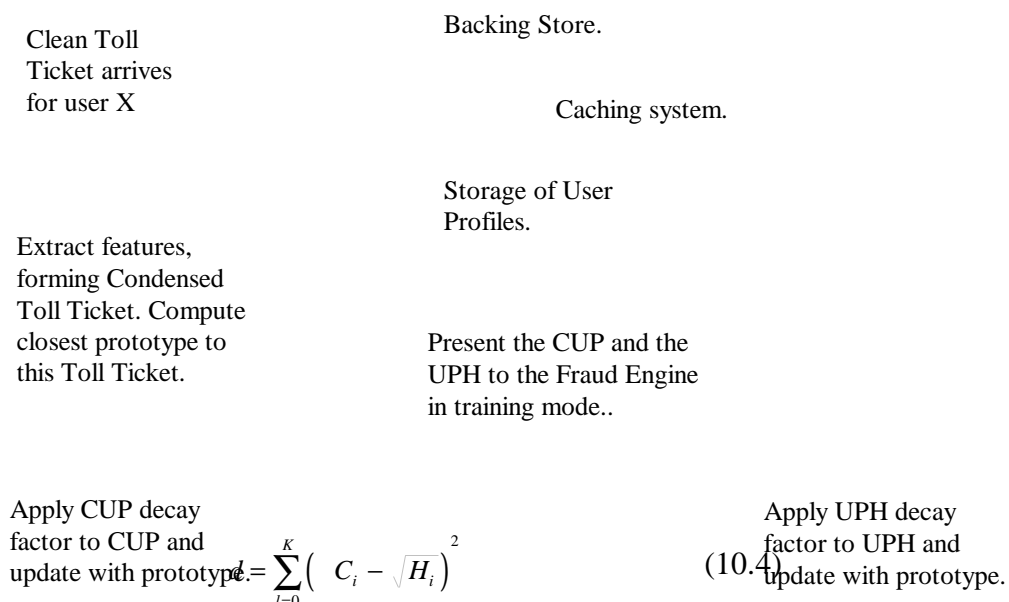 Clean Toll
Ticket arrives
for user X
Backing Store.
Caching system.
Storage of User
Profiles.
Extract features,
forming Condensed
Toll Ticket. Compute
closest prototype to
this Toll Ticket.
Present the CUP and the
UPH to the Fraud Engine
in training mode..
Apply CUP decay
factor to CUP and
update with prototype.
d = ∑ K ( C_i − √H_i )² (10.4)
Apply UPH decay
factor to UPH and
update with prototype.